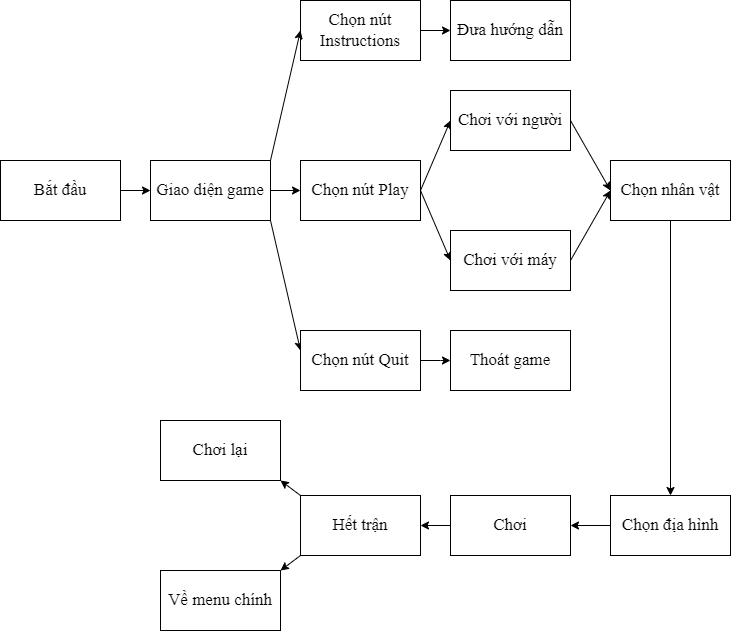 Chọn nút
Instructions
Đưa hướng dẫn
Chơi với người
Bắt đầu
Giao diện game
Chọn nút Play
Chọn nhân vật
Chơi với máy
Chọn nút Quit
Thoát game
Chơi lại
Hết trận
Chơi
Chọn địa hình
Về menu chính